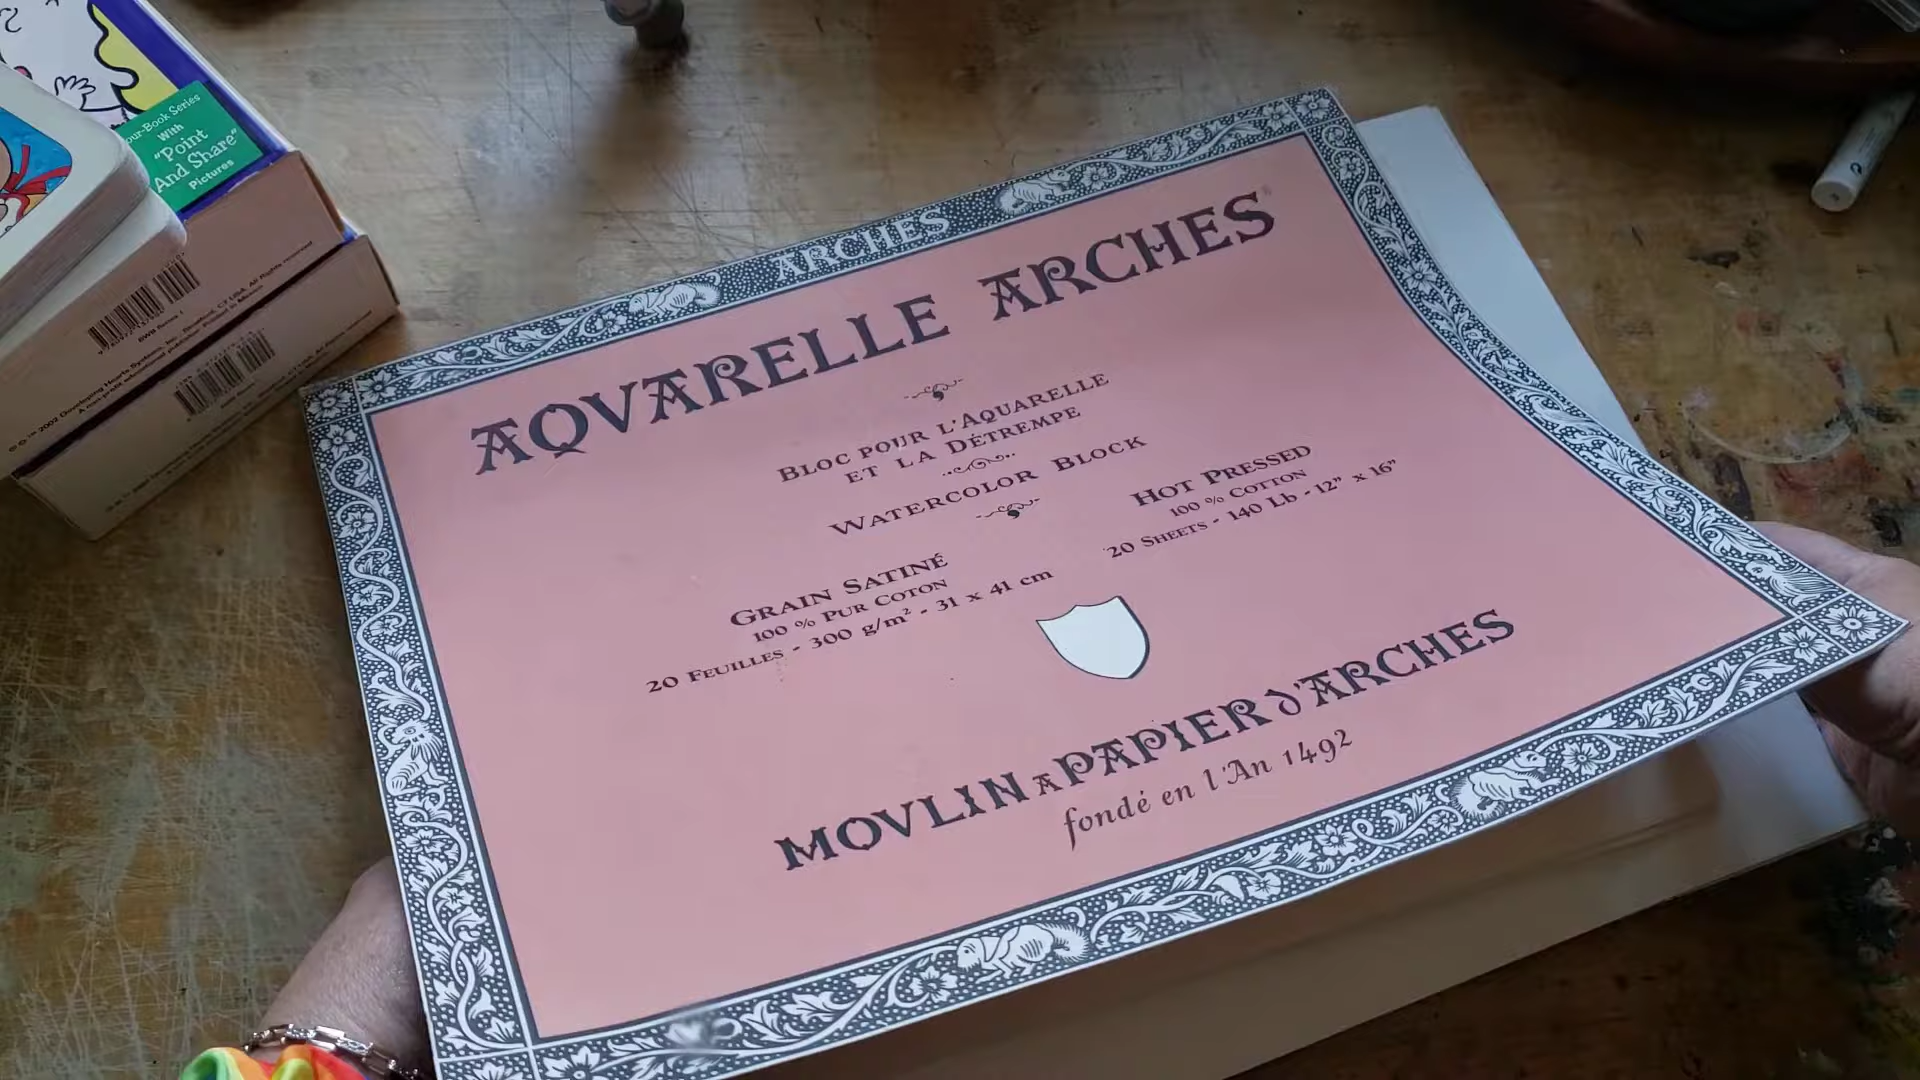 ARCHES
AQVARELLE ARCHES
BLOC POUR L'AQUARELLE
ET LA DÉTREMPE
WATERCOLOR BLOCK
GRAIN SATINÉ
100 % PUR COTON
20 FEUILLES - 300 g/m² - 31 x 41 cm
HOT PRESSED
100 % COTTON
20 SHEETS - 140 Lb - 12" x 16"
MOVLIN A PAPIER d'ARCHES
fondé en l'An 1492
Book Series
With
"Point
And Share"
Pictures